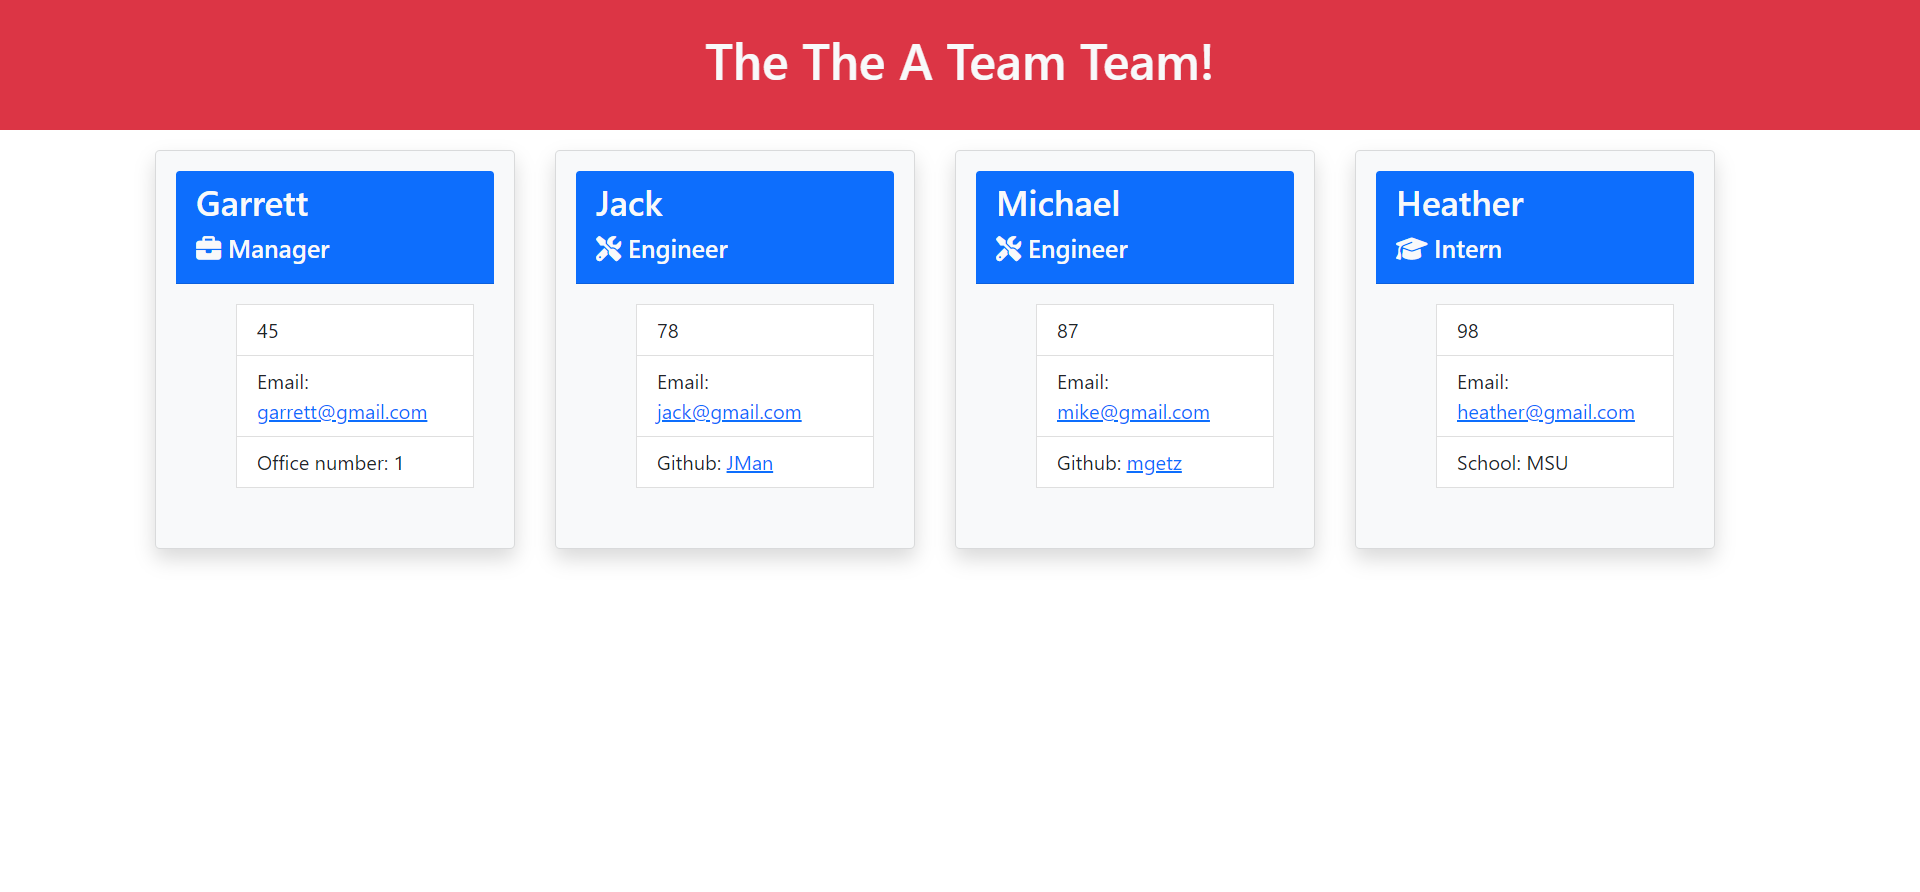 The The A Team Team!
Garrett
Manager
45
Email:
garrett@gmail.com
Office number: 1
Jack
Engineer
78
Email:
jack@gmail.com
Github: JMan
Michael
Engineer
87
Email:
mike@gmail.com
Github: mgetz
Heather
Intern
98
Email:
heather@gmail.com
School: MSU